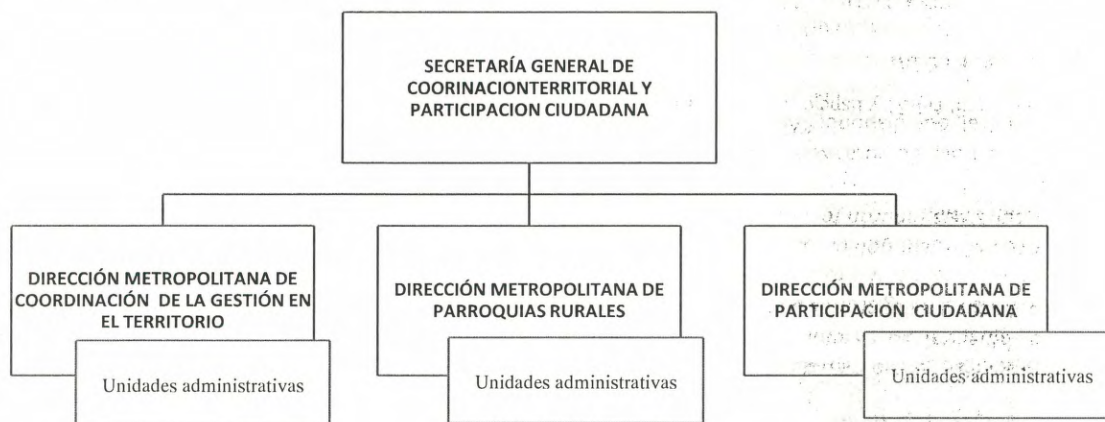 SECRETARÍA GENERAL DE
COORINACIONTERRITORIAL Y
PARTICIPACION CIUDADANA
DIRECCIÓN METROPOLITANA DE
COORDINACIÓN DE LA GESTIÓN EN
EL TERRITORIO
Unidades administrativas
DIRECCIÓN METROPOLITANA DE
PARROQUIAS RURALES
Unidades administrativas
DIRECCIÓN METROPOLITANA DE
PARTICIPACION CIUDADANA
Unidades administrativas